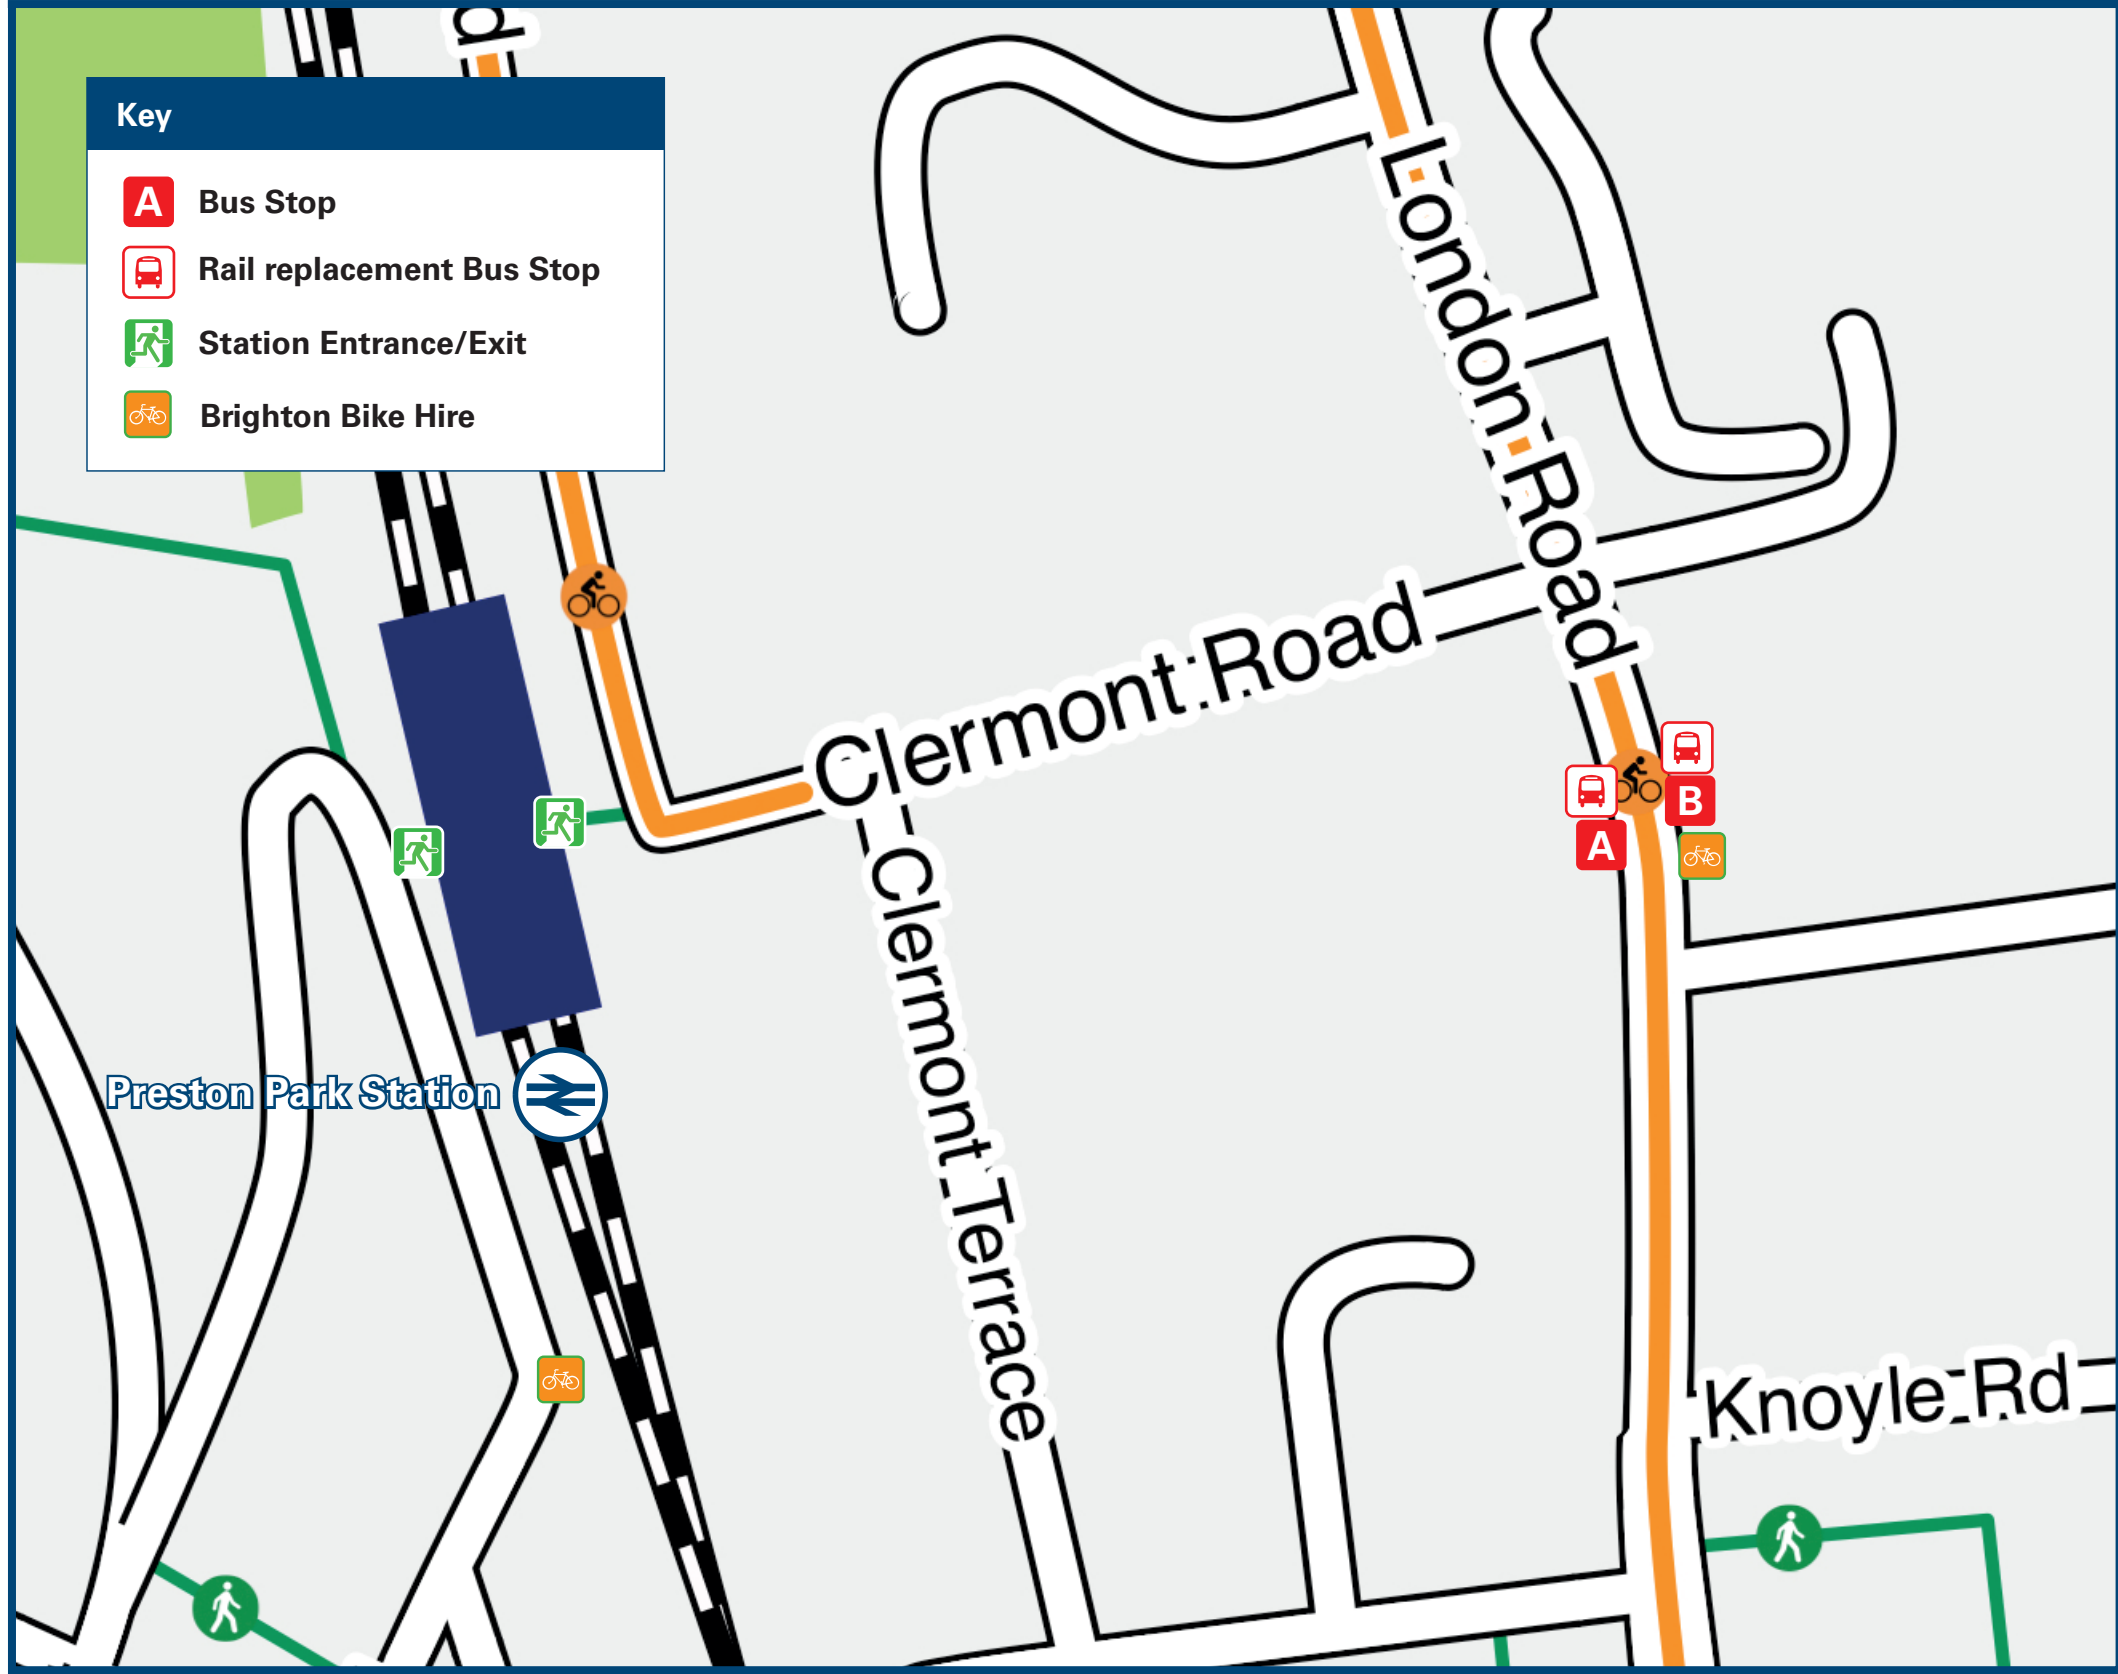 d
Key
A Bus Stop
Rail replacement Bus Stop
Station Entrance/Exit
Brighton Bike Hire
London Road
Clermont Road
B
A
Clermont Terrace
Preston Park Station
Knoyle Rd